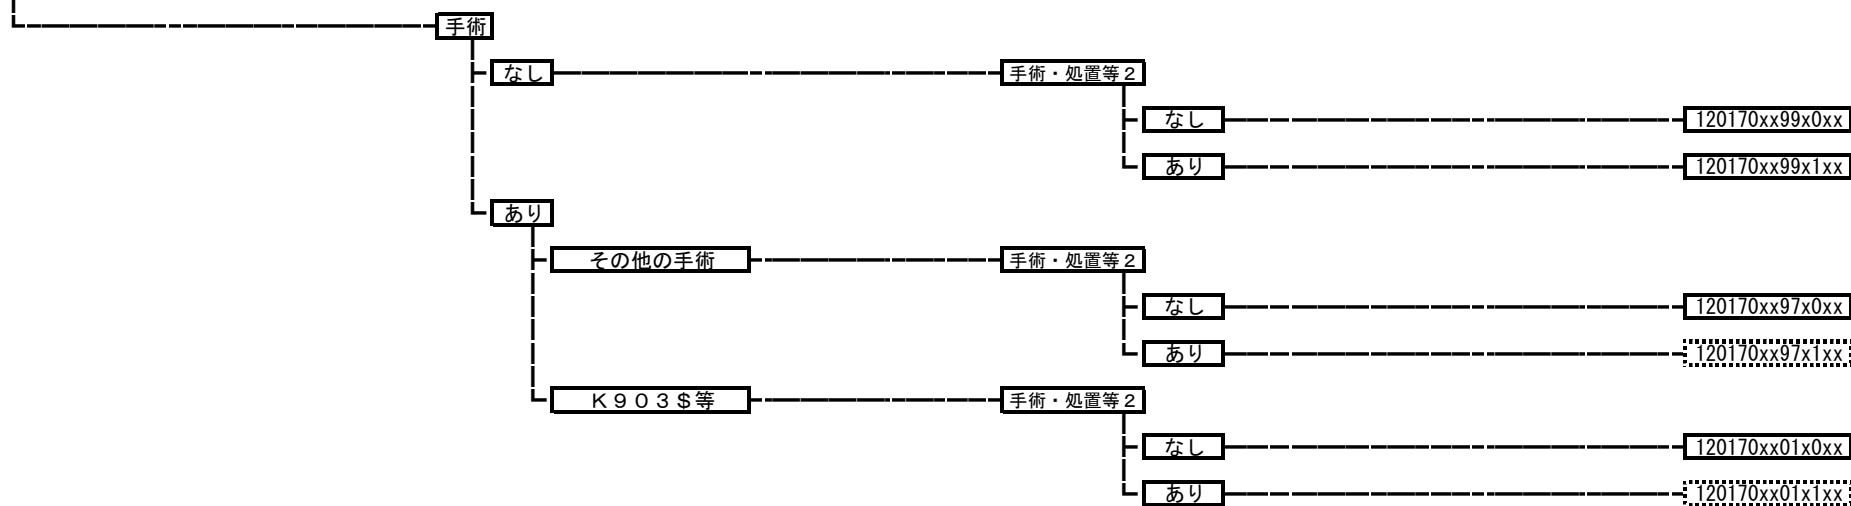 手術
なし 手術・処置等２
なし 120170xx99x0xx
あり 120170xx99x1xx
あり
その他の手術 手術・処置等２
なし 120170xx97x0xx
あり 120170xx97x1xx
Ｋ９０３＄等 手術・処置等２
なし 120170xx01x0xx
あり 120170xx01x1xx